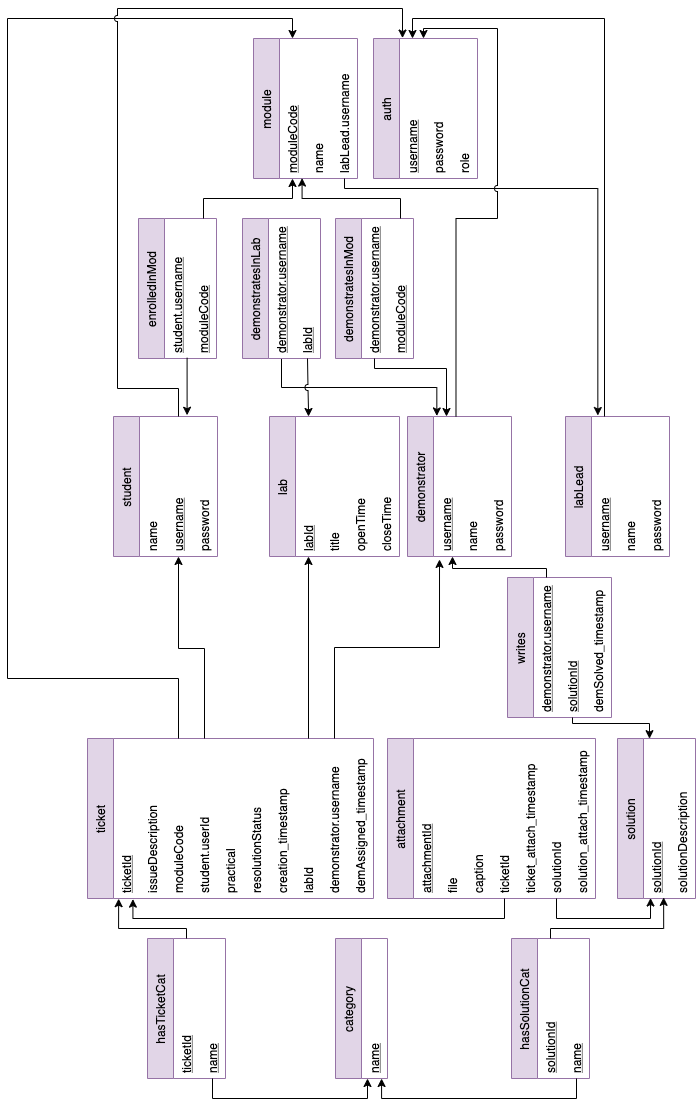 module
moduleCode
name
labLead.username
auth
username
password
role
enrolledInMod
student.username
moduleCode
demonstratesInLab
demonstrator.username
labId
demonstratesInMod
demonstrator.username
moduleCode
student
name
username
password
lab
labId
title
openTime
closeTime
demonstrator
username
name
password
labLead
username
name
password
writes
demonstrator.username
solutionId
demSolved_timestamp
ticket
ticketId
issueDescription
moduleCode
student.userId
practical
resolutionStatus
creation_timestamp
labId
demonstrator.username
demAssigned_timestamp
attachment
attachmentId
file
caption
ticketId
ticket_attach_timestamp
solutionId
solution_attach_timestamp
solution
solutionId
solutionDescription
hasTicketCat
ticketId
name
category
name
hasSolutionCat
solutionId
name